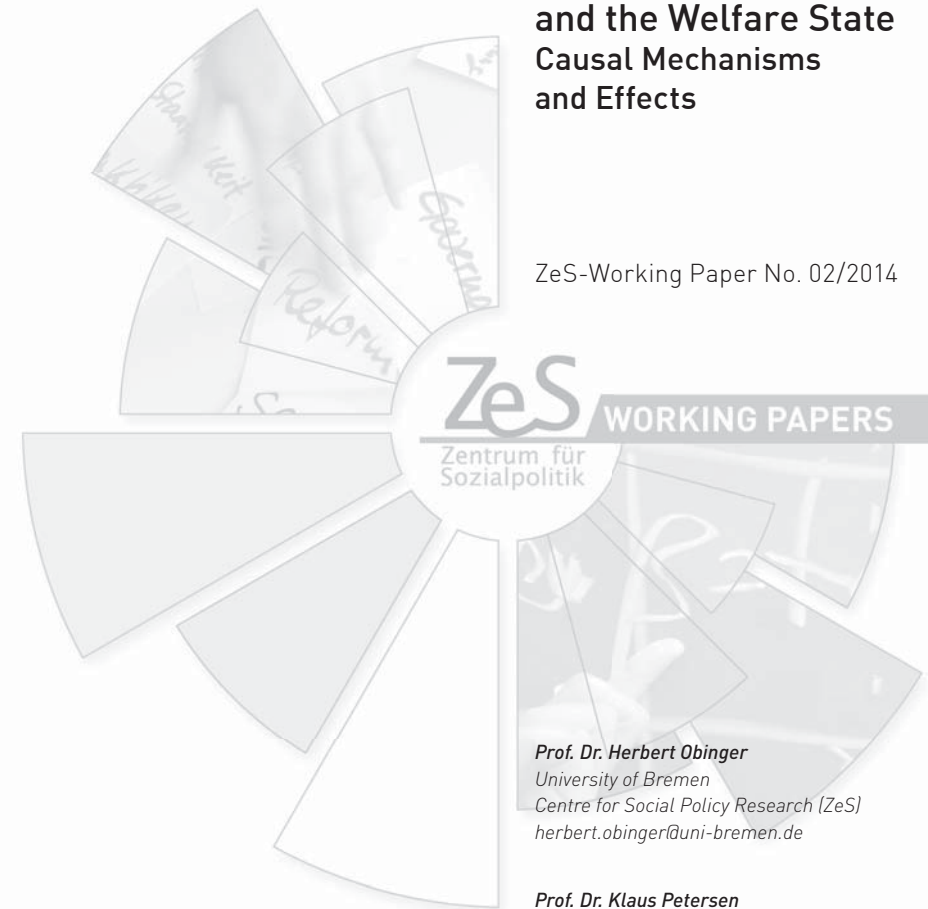 and the Welfare State
Causal Mechanisms
and Effects
ZeS-Working Paper No. 02/2014
Reform
ZeS
WORKING PAPERS
Zentrum für
Sozialpolitik
Prof. Dr. Herbert Obinger
University of Bremen
Centre for Social Policy Research (ZeS)
herbert.obinger@uni-bremen.de
Prof. Dr. Klaus Petersen